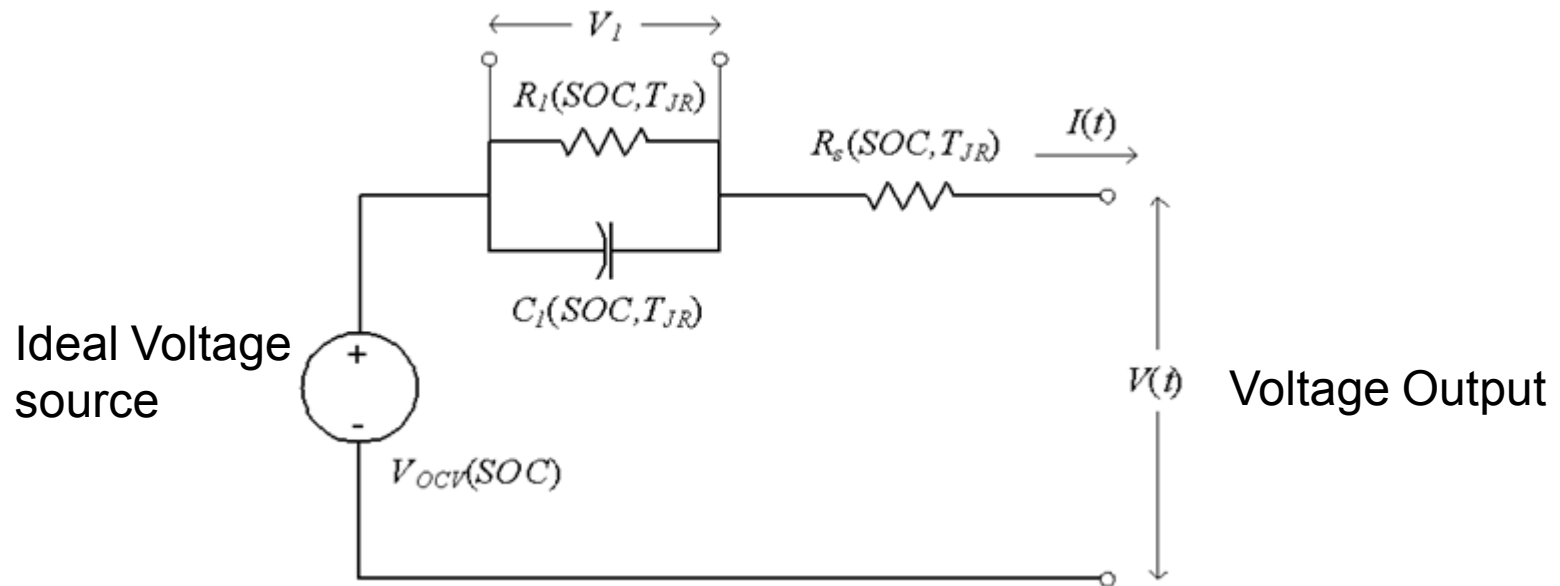 V1
R1(SOC,TJR)
I(t)
Rs(SOC,TJR)
C1(SOC,TJR)
Ideal Voltage
source
+
-
V(t)
Voltage Output
VOCV(SOC)